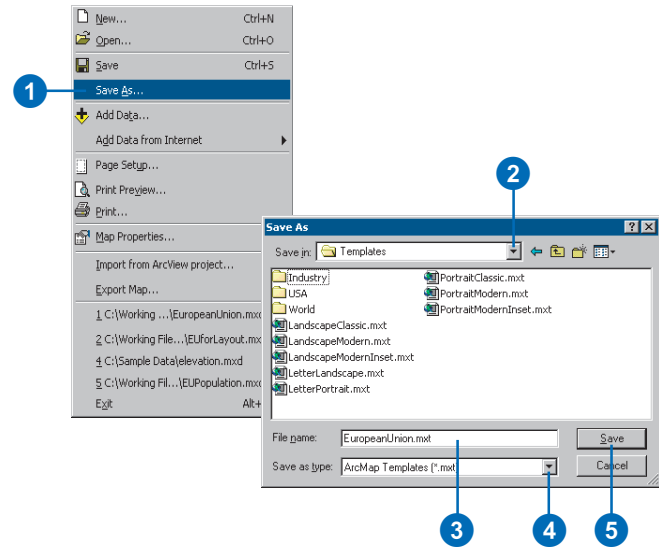 New... Ctrl+N
Open... Ctrl+O
Save Ctrl+S
1
Save As...
Add Data...
Add Data from Internet
Page Setup...
Print Preview...
Print...
Map Properties...
Import from ArcView project...
Export Map...
1 C:\Working ...\EuropeanUnion.mxd
2 C:\Working File...\EUforLayout.mxd
4 C:\Sample Data\elevation.mxd
5 C:\Working Fil...\EUPopulation.mxd
Exit Alt+
2
Save As
Save in: Templates
Industry
USA
World
LandscapeClassic.mxt
LandscapeModern.mxt
LandscapeModernInset.mxt
LetterLandscape.mxt
LetterPortrait.mxt
PortraitClassic.mxt
PortraitModern.mxt
PortraitModernInset.mxt
File name: EuropeanUnion.mxt Save
Save as type: ArcMap Templates (*.mxt) Cancel
3 4 5